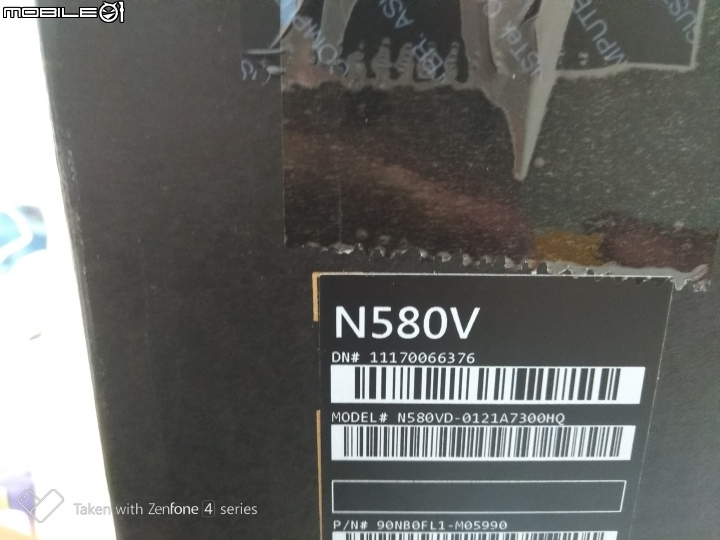 MOBILE01
N580V
DN# 11170066376
MODEL# N580VD-0121A7300HQ
P/N# 90NB0FL1-M05990
Taken with Zenfone 4 series